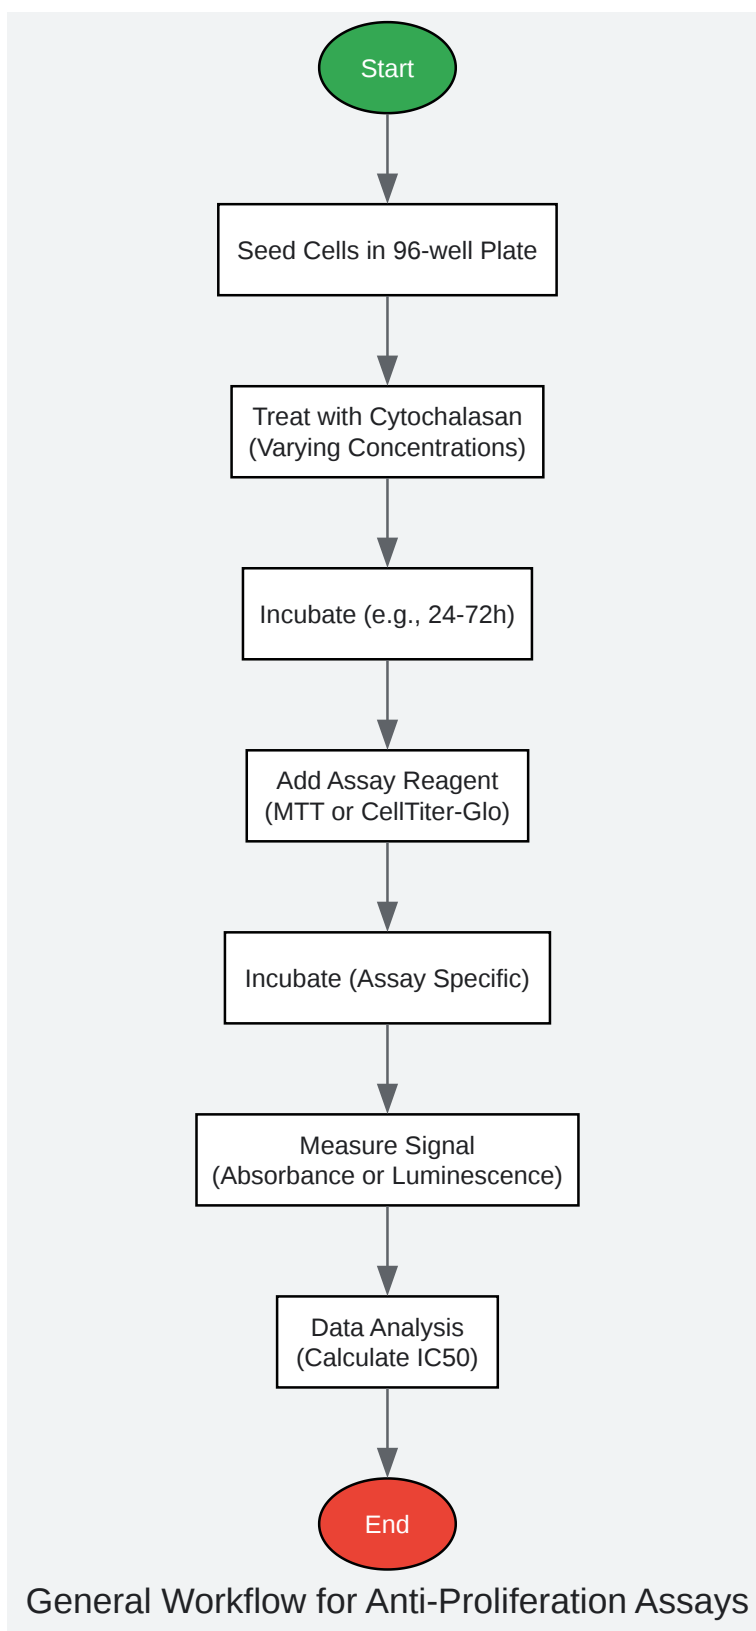 Start
Seed Cells in 96-well Plate
Treat with Cytochalasan
(Varying Concentrations)
Incubate (e.g., 24-72h)
Add Assay Reagent
(MTT or CellTiter-Glo)
Incubate (Assay Specific)
Measure Signal
(Absorbance or Luminescence)
Data Analysis
(Calculate IC50)
End
General Workflow for Anti-Proliferation Assays